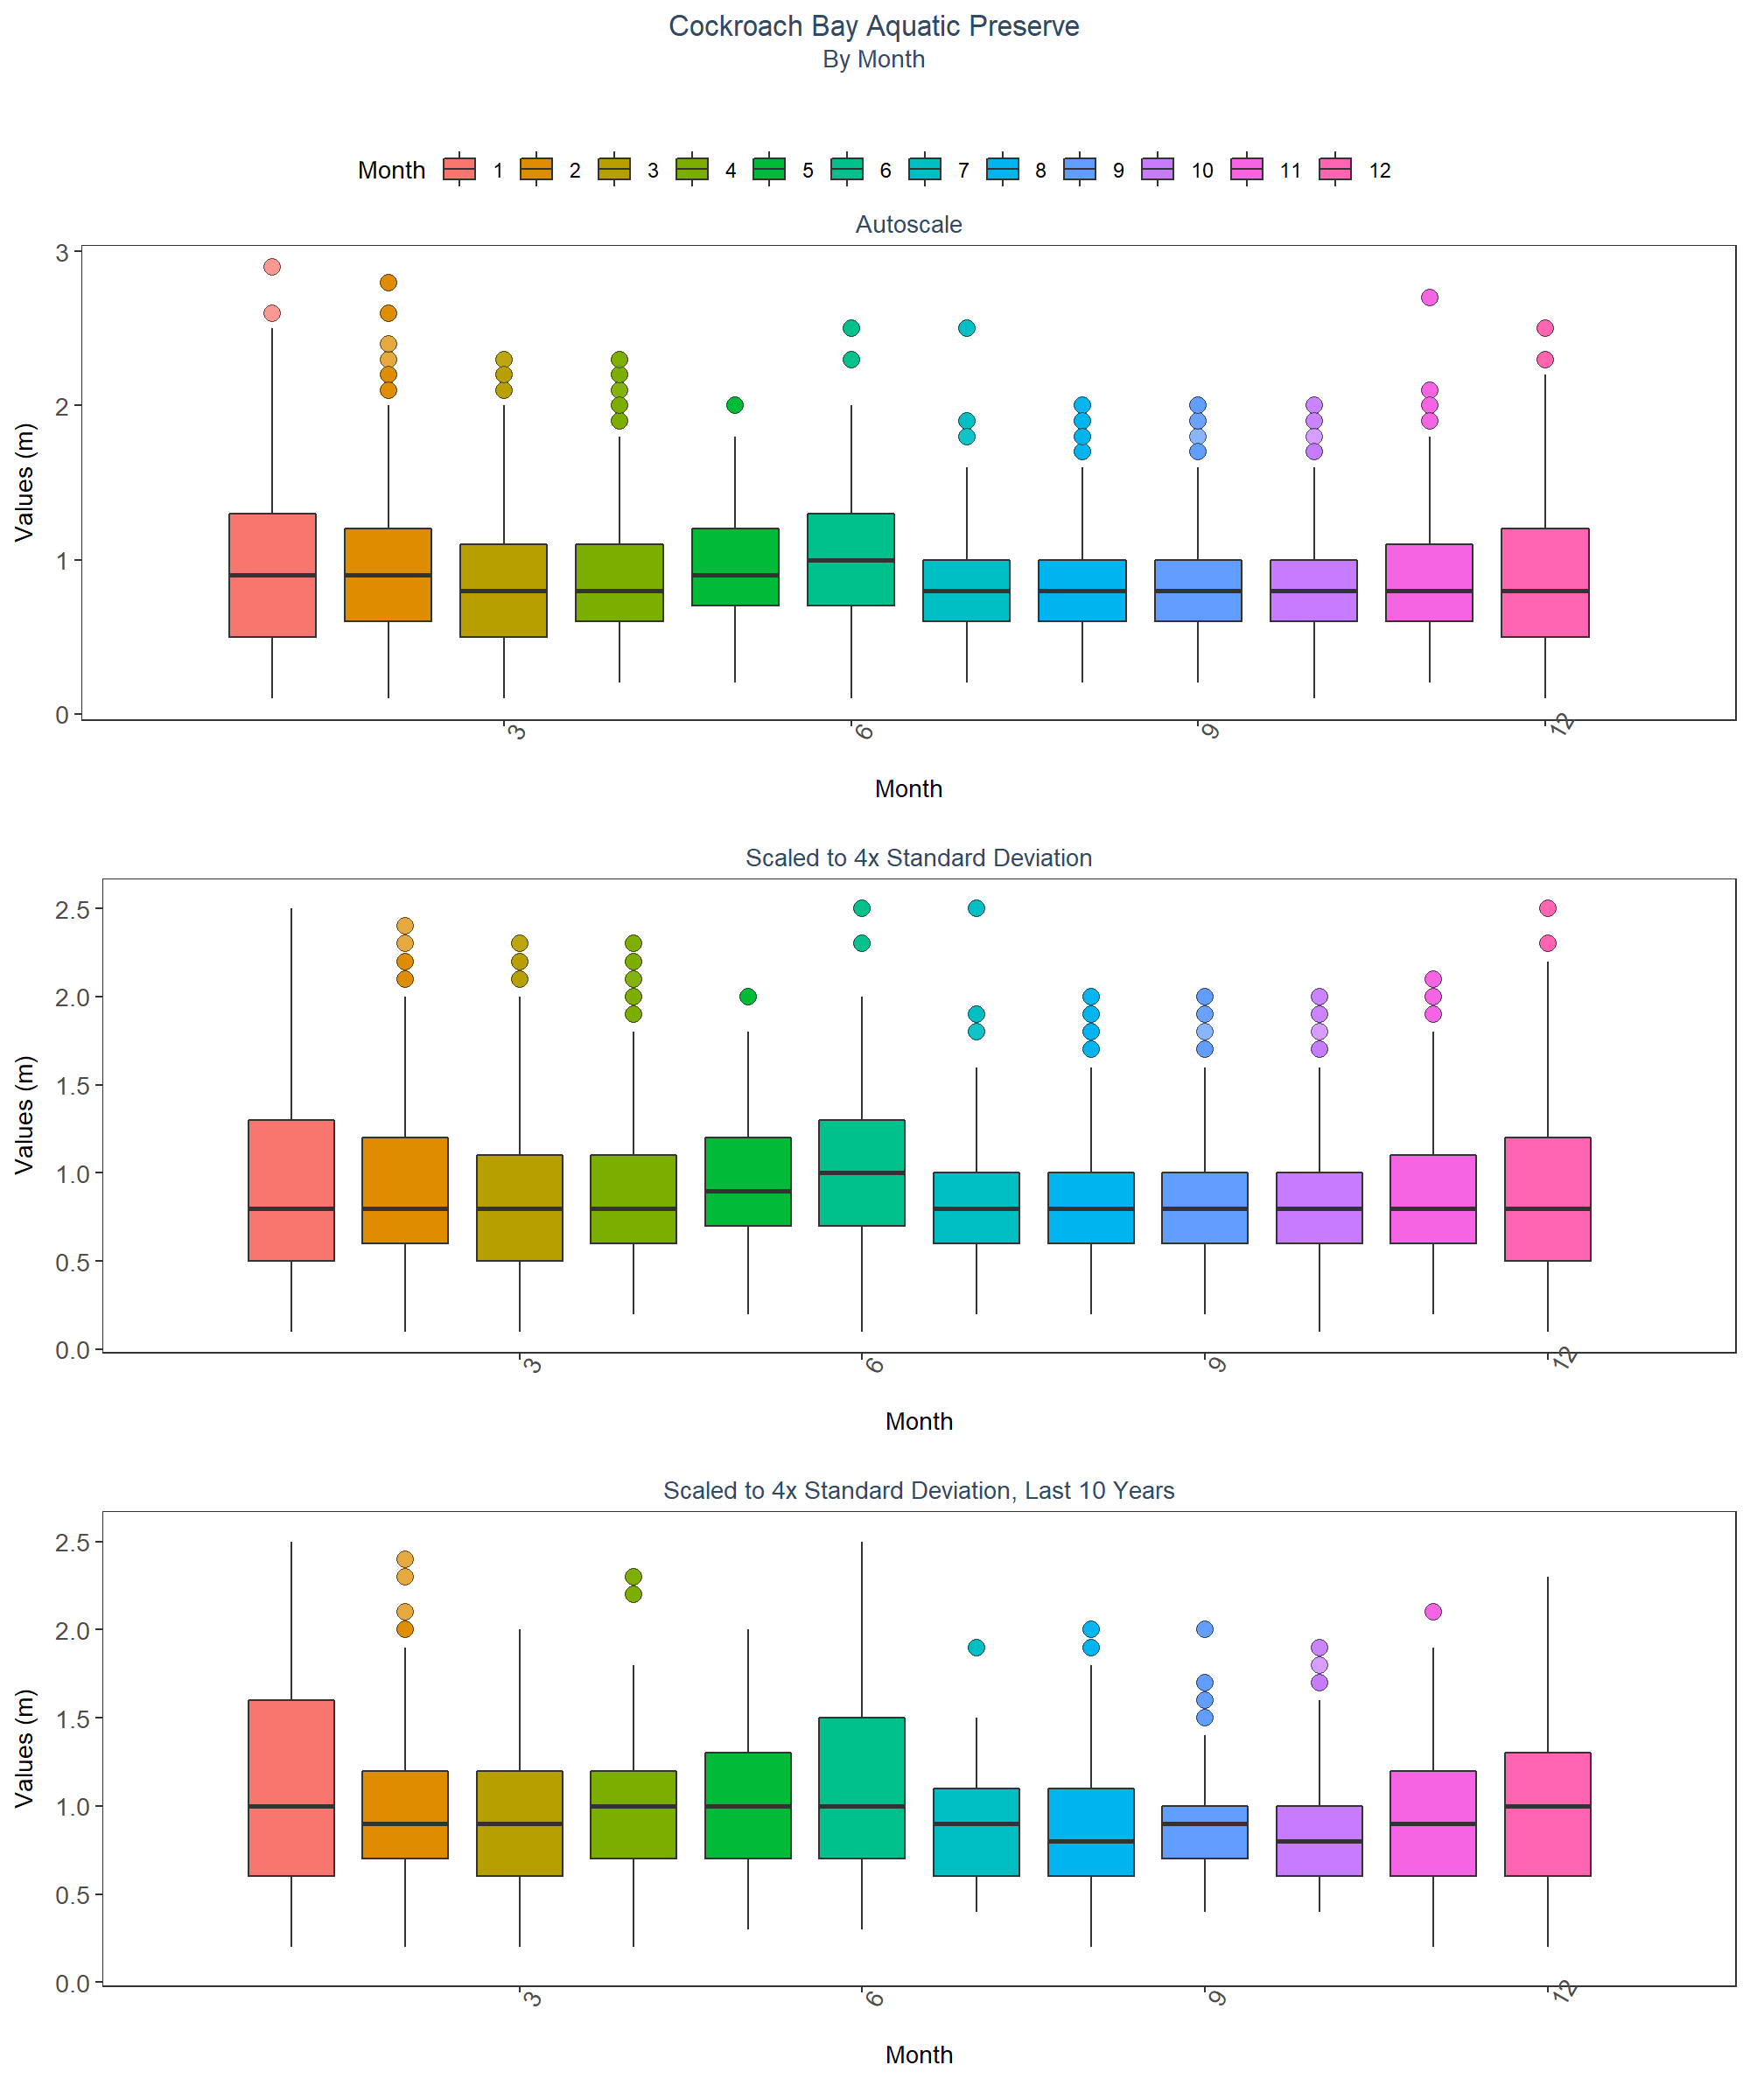 Cockroach Bay Aquatic Preserve
By Month
Month 1 2 3 4 5 6 7 8 9 10 11 12
Autoscale
Values (m)
3
2
1
0
3 6 9 12
Month
Scaled to 4x Standard Deviation
Values (m)
2.5
2.0
1.5
1.0
0.5
0.0
3 6 9 12
Month
Scaled to 4x Standard Deviation, Last 10 Years
Values (m)
2.5
2.0
1.5
1.0
0.5
0.0
3 6 9 12
Month